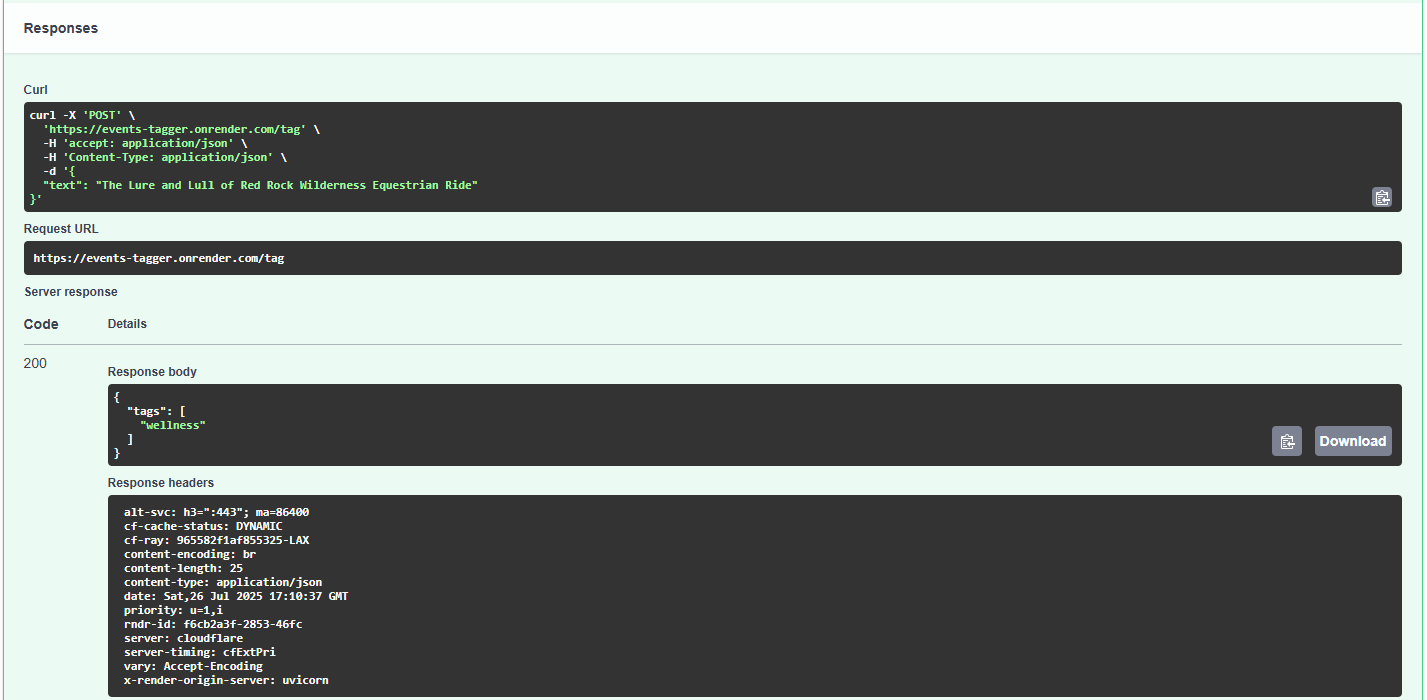 Responses
Curl
curl -X 'POST' \
  'https://events-tagger.onrender.com/tag' \
  -H 'accept: application/json' \
  -H 'Content-Type: application/json' \
  -d '{
  "text": "The Lure and Lull of Red Rock Wilderness Equestrian Ride"
}'
Request URL
https://events-tagger.onrender.com/tag
Server response
Code Details
200
Response body
{
  "tags": [
    "wellness"
  ]
}
Download
Response headers
alt-svc: h3=":443"; ma=86400
cf-cache-status: DYNAMIC
cf-ray: 965582f1af855325-LAX
content-encoding: br
content-length: 25
content-type: application/json
date: Sat,26 Jul 2025 17:10:37 GMT
priority: u=1,i
rndr-id: f6cb2a3f-2853-46fc
server: cloudflare
server-timing: cfExtPri
vary: Accept-Encoding
x-render-origin-server: uvicorn